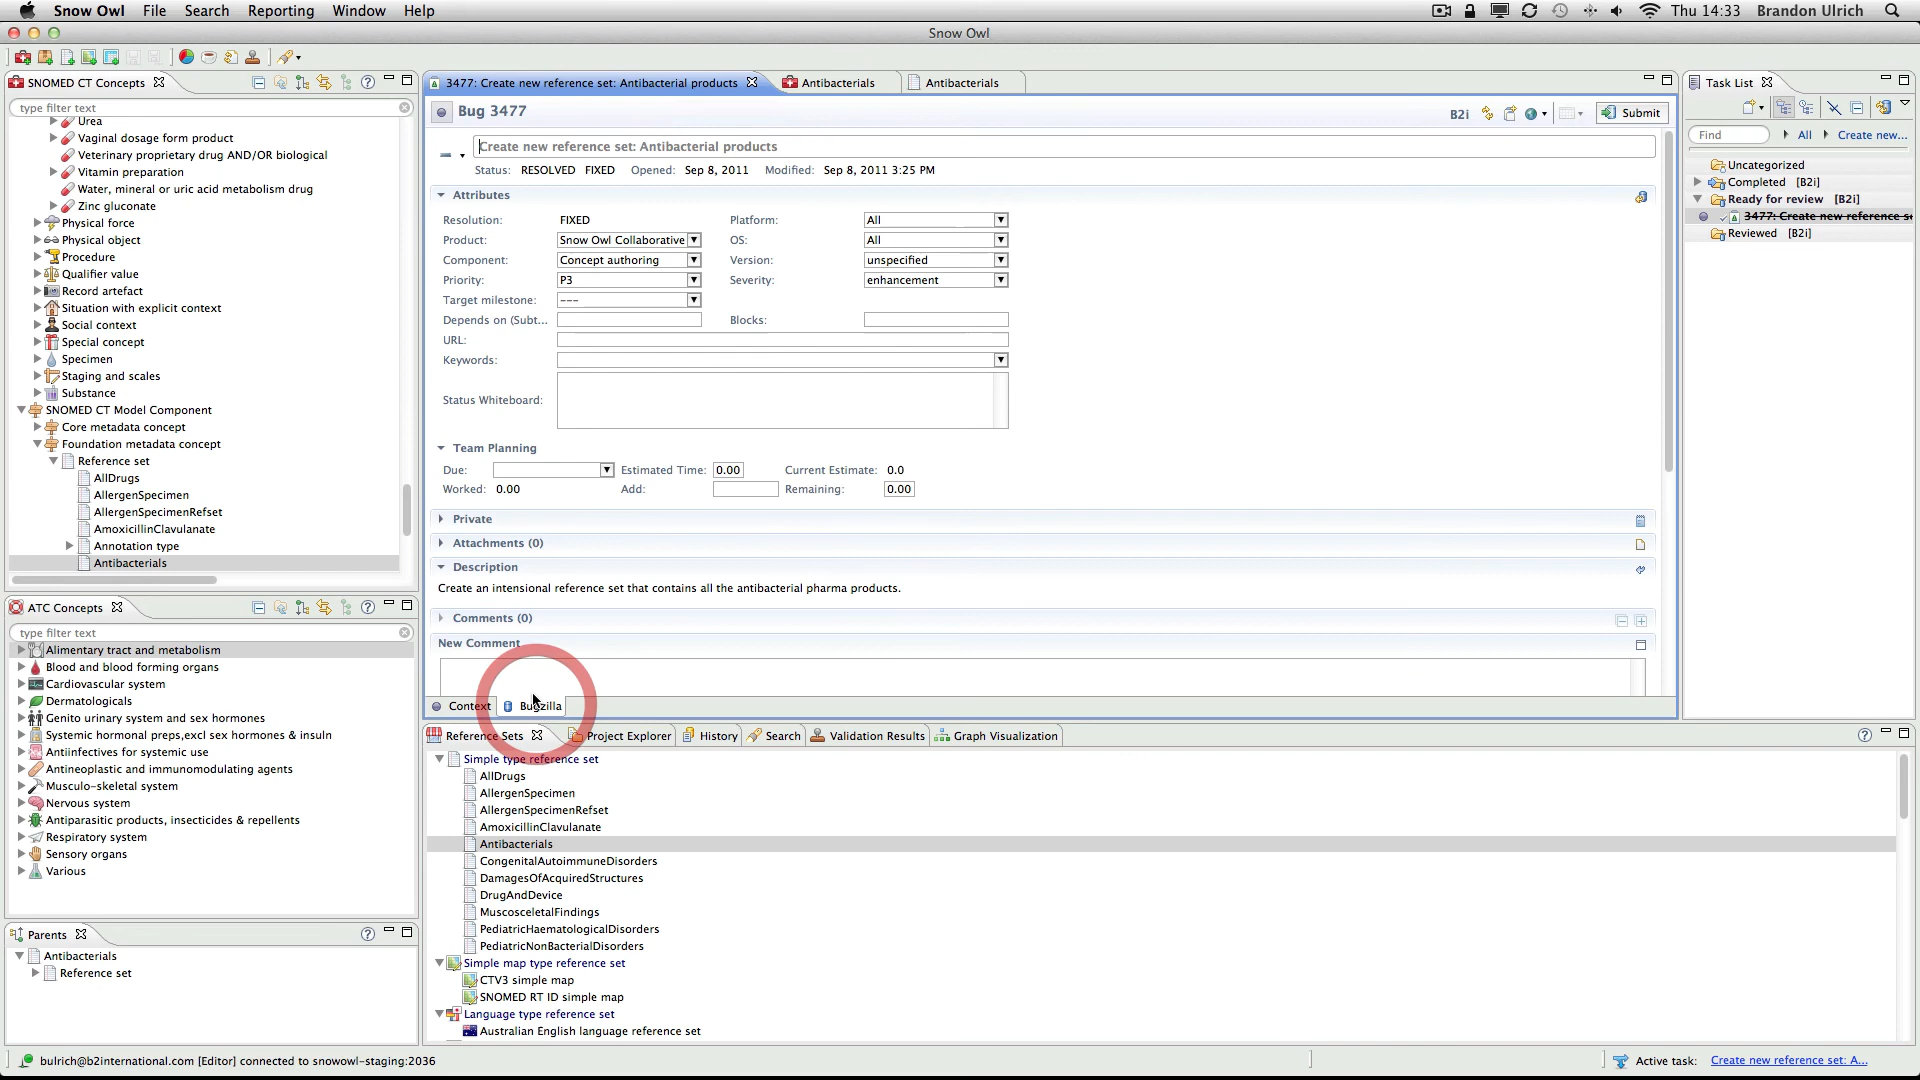 Snow Owl File Search Reporting Window Help Thu 14:33 Brandon Ulrich
Snow Owl
SNOMED CT Concepts
type filter text
Urea
Vaginal dosage form product
Veterinary proprietary drug AND/OR biological
Vitamin preparation
Water, mineral or uric acid metabolism drug
Zinc gluconate
Physical force
Physical object
Procedure
Qualifier value
Record artefact
Situation with explicit context
Social context
Special concept
Specimen
Staging and scales
Substance
SNOMED CT Model Component
Core metadata concept
Foundation metadata concept
Reference set
AllDrugs
AllergenSpecimen
AllergenSpecimenRefset
AmoxicillinClavulanate
Annotation type
Antibacterials
ATC Concepts
type filter text
Alimentary tract and metabolism
Blood and blood forming organs
Cardiovascular system
Dermatologicals
Genito urinary system and sex hormones
Systemic hormonal preps,excl sex hormones & insuln
Antiinfectives for systemic use
Antineoplastic and immunomodulating agents
Musculo-skeletal system
Nervous system
Antiparasitic products, insecticides & repellents
Respiratory system
Sensory organs
Various
Parents
Antibacterials
Reference set
3477: Create new reference set: Antibacterial products Antibacterials Antibacterials
Bug 3477 B2i Submit
Create new reference set: Antibacterial products
Status: RESOLVED FIXED Opened: Sep 8, 2011 Modified: Sep 8, 2011 3:25 PM
Attributes
Resolution: FIXED Platform: All
Product: Snow Owl Collaborative OS: All
Component: Concept authoring Version: unspecified
Priority: P3 Severity: enhancement
Target milestone: ---
Depends on (Subt... Blocks:
URL:
Keywords:
Status Whiteboard:
Team Planning
Due: Estimated Time: 0.00 Current Estimate: 0.0
Worked: 0.00 Add: Remaining: 0.00
Private
Attachments (0)
Description
Create an intensional reference set that contains all the antibacterial pharma products.
Comments (0)
New Comment
Context Bugzilla
Reference Sets Project Explorer History Search Validation Results Graph Visualization
Simple type reference set
AllDrugs
AllergenSpecimen
AllergenSpecimenRefset
AmoxicillinClavulanate
Antibacterials
CongenitalAutoimmuneDisorders
DamagesOfAcquiredStructures
DrugAndDevice
MuscosceletalFindings
PediatricHaematologicalDisorders
PediatricNonBacterialDisorders
Simple map type reference set
CTV3 simple map
SNOMED RT ID simple map
Language type reference set
Australian English language reference set
Task List
Find All Create new...
Uncategorized
Completed [B2i]
Ready for review [B2i]
3477: Create new reference s
Reviewed [B2i]
bulrich@b2international.com [Editor] connected to snowowl-staging:2036 Active task: Create new reference set: A...